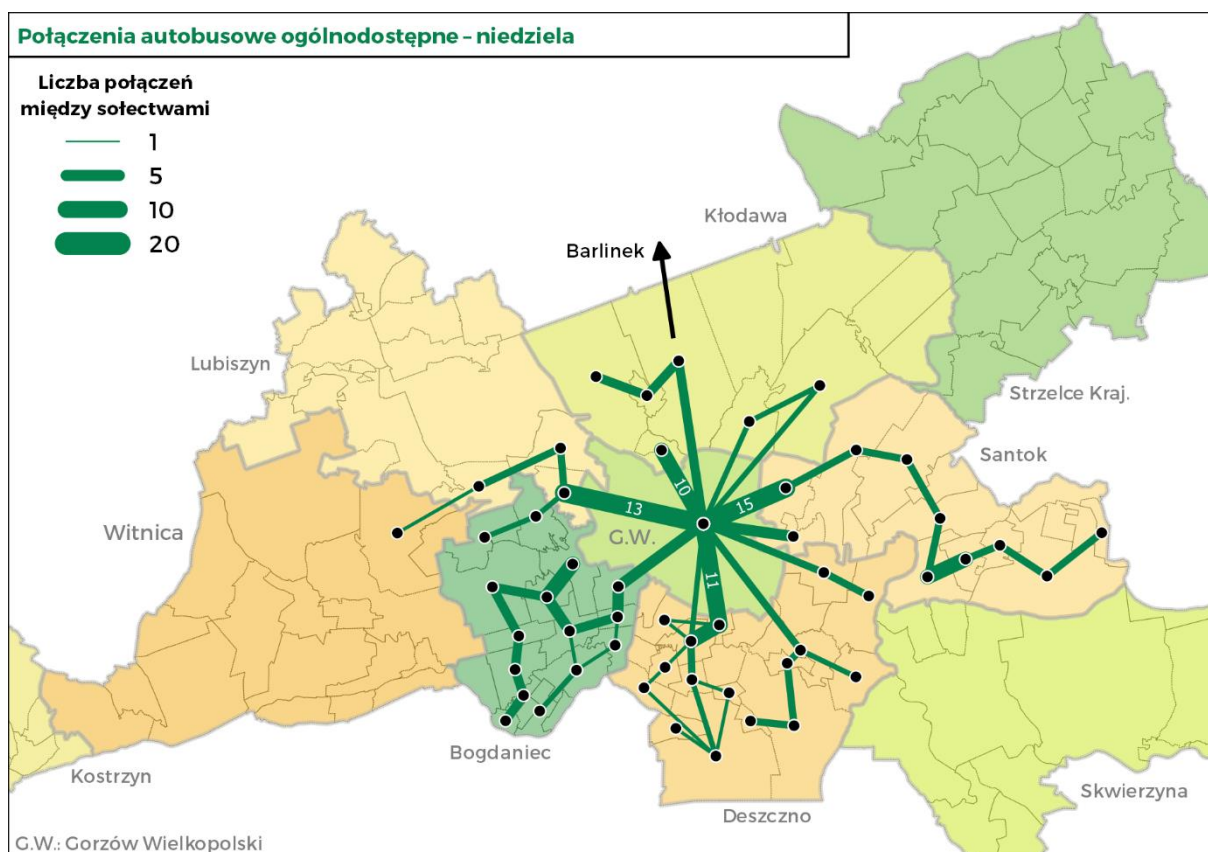 Połączenia autobusowe ogólnodostępne – niedziela
Liczba połączeń
między sołectwami
1
5
10
20
Kłodawa
Barlinek
Lubiszyn
Strzelce Kraj.
Santok
10
15
13
Witnica
G.W.
11
Bogdaniec
Kostrzyn
Skwierzyna
Deszczno
G.W.: Gorzów Wielkopolski